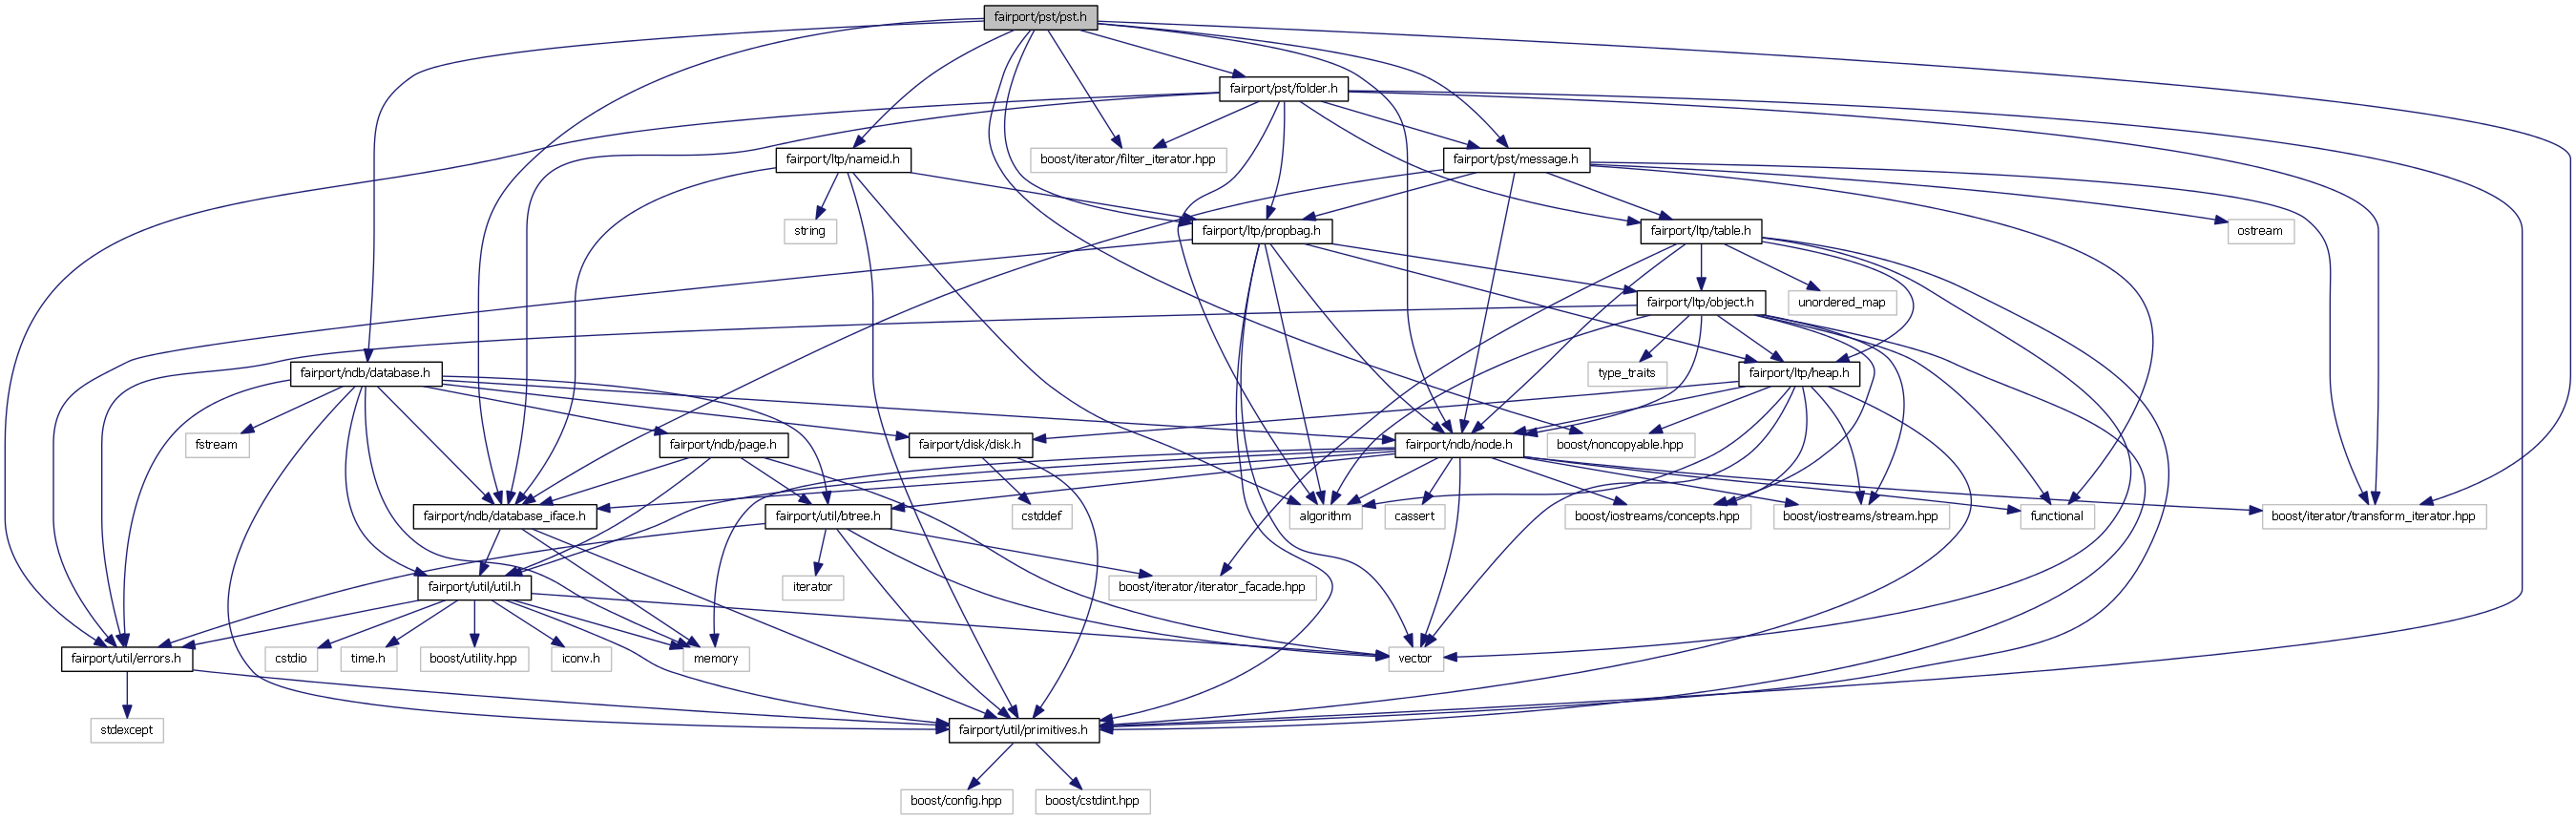 fairport/pst/pst.h
fairport/pst/folder.h
fairport/ltp/nameid.h
boost/iterator/filter_iterator.hpp
fairport/pst/message.h
string
fairport/ltp/propbag.h
fairport/ltp/table.h
ostream
fairport/ltp/object.h
unordered_map
fairport/ndb/database.h
type_traits
fairport/ltp/heap.h
fstream
fairport/ndb/page.h
fairport/disk/disk.h
fairport/ndb/node.h
boost/noncopyable.hpp
fairport/ndb/database_iface.h
fairport/util/btree.h
cstddef
algorithm
cassert
boost/iostreams/concepts.hpp
boost/iostreams/stream.hpp
functional
boost/iterator/transform_iterator.hpp
fairport/util/util.h
iterator
boost/iterator/iterator_facade.hpp
fairport/util/errors.h
cstdio
time.h
boost/utility.hpp
iconv.h
memory
vector
stdexcept
fairport/util/primitives.h
boost/config.hpp
boost/cstdint.hpp